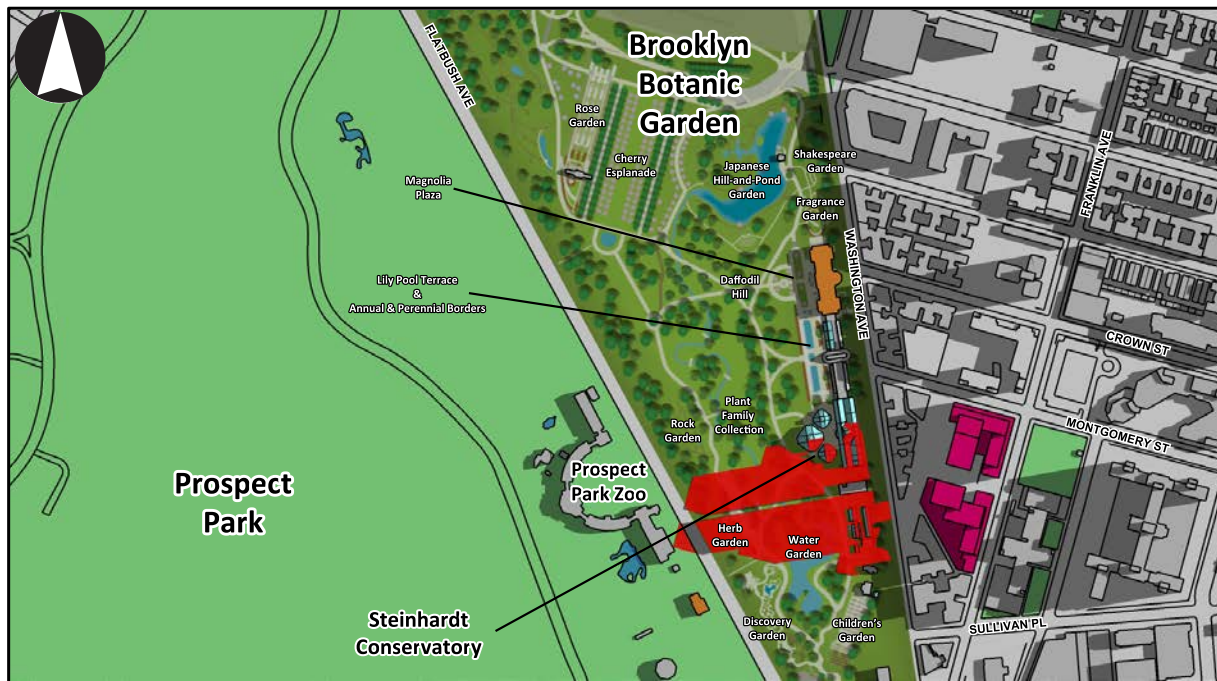 FLATBUSH AVE
Brooklyn
Botanic
Garden
Rose
Garden
Cherry
Esplanade
Japanese
Hill-and-Pond
Garden
Shakespeare
Garden
FRANKLIN AVE
Magnolia
Plaza
Fragrance
Garden
WASHINGTON AVE
Lily Pool Terrace
&
Annual & Perennial Borders
Daffodil
Hill
CROWN ST
Plant
Family
Collection
Rock
Garden
MONTGOMERY ST
Prospect
Park
Prospect
Park Zoo
Herb
Garden
Water
Garden
Steinhardt
Conservatory
Discovery
Garden
Children's
Garden
SULLIVAN PL